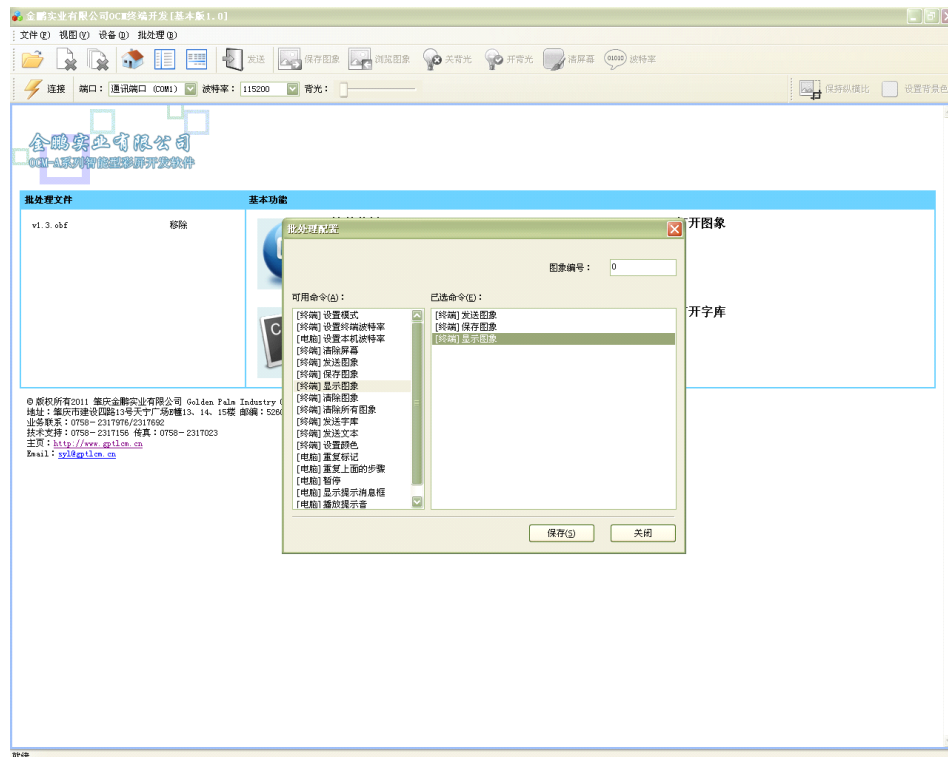 金鹏实业有限公司OCM终端开发[基本版1.0]
文件(F) 视图(V) 设备(D) 批处理(B)
发送 保存图象 浏览图象 关背光 开背光 清屏幕 波特率
连接 端口： 通讯端口 (COM1) 波特率： 115200 背光： 保持纵横比 设置背景色
金鹏实业有限公司
OCM-A系列智能型彩屏开发软件
批处理文件 基本功能
v1.3.obf 移除
开图象
开字库
批处理配置
图象编号： 0
可用命令(A)： 已选命令(E)：
[终端] 设置模式
[终端] 设置终端波特率
[电脑] 设置本机波特率
[终端] 清除屏幕
[终端] 发送图象
[终端] 保存图象
[终端] 显示图象
[终端] 清除图象
[终端] 清除所有图象
[终端] 发送字库
[终端] 发送文本
[终端] 设置颜色
[电脑] 重复标记
[电脑] 重复上面的步骤
[电脑] 暂停
[电脑] 显示提示消息框
[电脑] 播放提示音
[终端] 发送图象
[终端] 保存图象
[终端] 显示图象
保存(S) 关闭
© 版权所有2011 肇庆金鹏实业有限公司 Golden Palm Industry
地址：肇庆市建设四路13号天宁广场B幢13、14、15楼 邮编：5260
业务联系：0758－2317976/2317692
技术支持：0758－2317156 传真：0758－2317023
主页：http://www.gptlcm.cn
Email：syl@gptlcm.cn
就绪